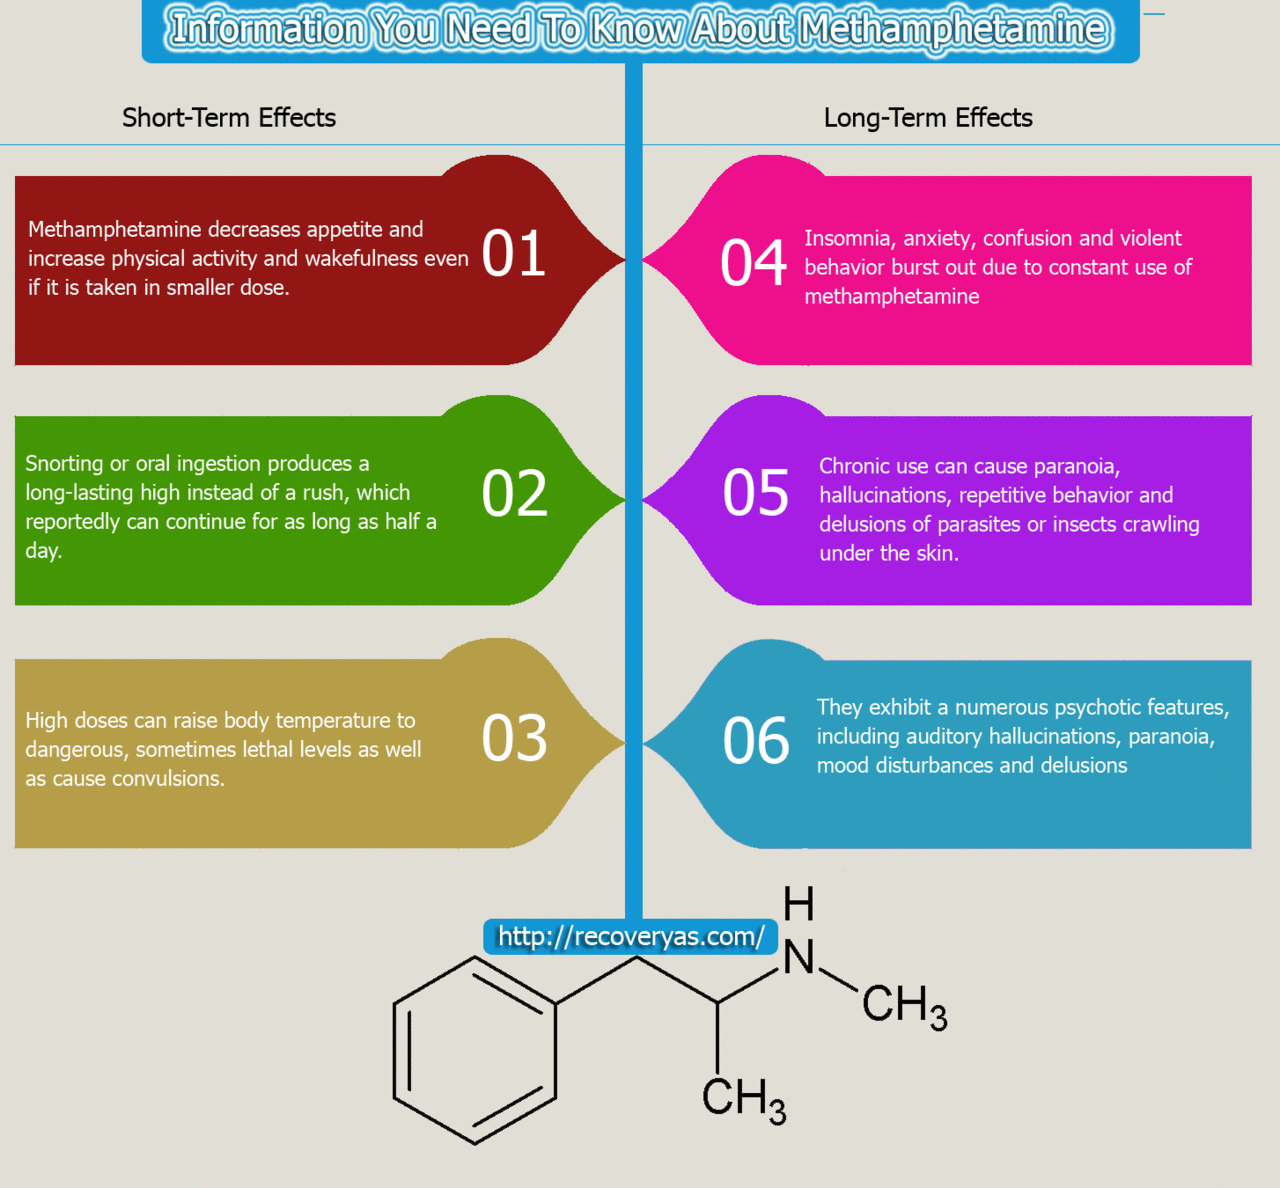 Information You Need To Know About Methamphetamine
Short-Term Effects
Long-Term Effects
Methamphetamine decreases appetite and
increase physical activity and wakefulness even
if it is taken in smaller dose.
01
04
Insomnia, anxiety, confusion and violent
behavior burst out due to constant use of
methamphetamine
Snorting or oral ingestion produces a
long-lasting high instead of a rush, which
reportedly can continue for as long as half a
day.
02
05
Chronic use can cause paranoia,
hallucinations, repetitive behavior and
delusions of parasites or insects crawling
under the skin.
High doses can raise body temperature to
dangerous, sometimes lethal levels as well
as cause convulsions.
03
06
They exhibit a numerous psychotic features,
including auditory hallucinations, paranoia,
mood disturbances and delusions
http://recoveryas.com/
H
N
CH3
CH3